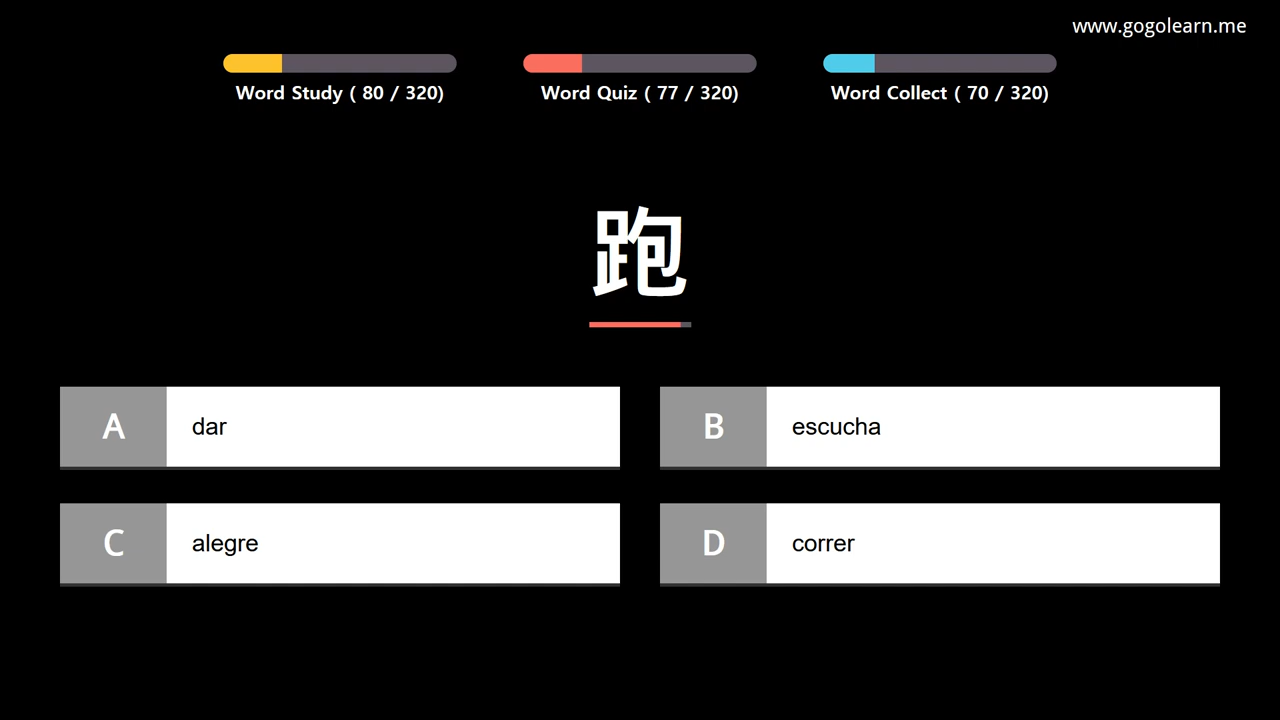 www.gogolearn.me
Word Study ( 80 / 320)
Word Quiz ( 77 / 320)
Word Collect ( 70 / 320)
跑
A dar
B escucha
C alegre
D correr